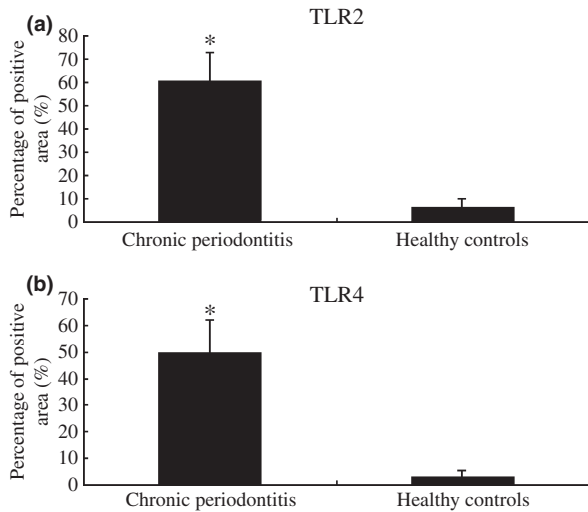 (a)
TLR2
Percentage of positive
area (%)
80
70
60
50
40
30
20
10
0
*
Chronic periodontitis
Healthy controls
(b)
TLR4
Percentage of positive
area (%)
70
60
50
40
30
20
10
0
*
Chronic periodontitis
Healthy controls